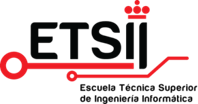 ETSII
Escuela Técnica Superior
de Ingeniería Informática